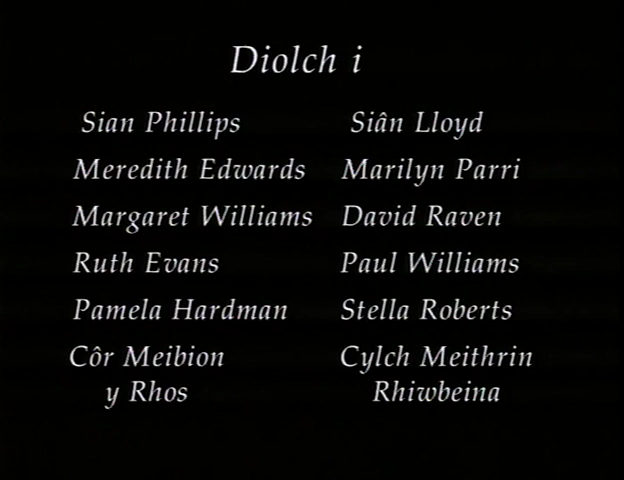 Diolch i
Sian Phillips
Meredith Edwards
Margaret Williams
Ruth Evans
Pamela Hardman
Côr Meibion
y Rhos
Siân Lloyd
Marilyn Parri
David Raven
Paul Williams
Stella Roberts
Cylch Meithrin
Rhiwbeina